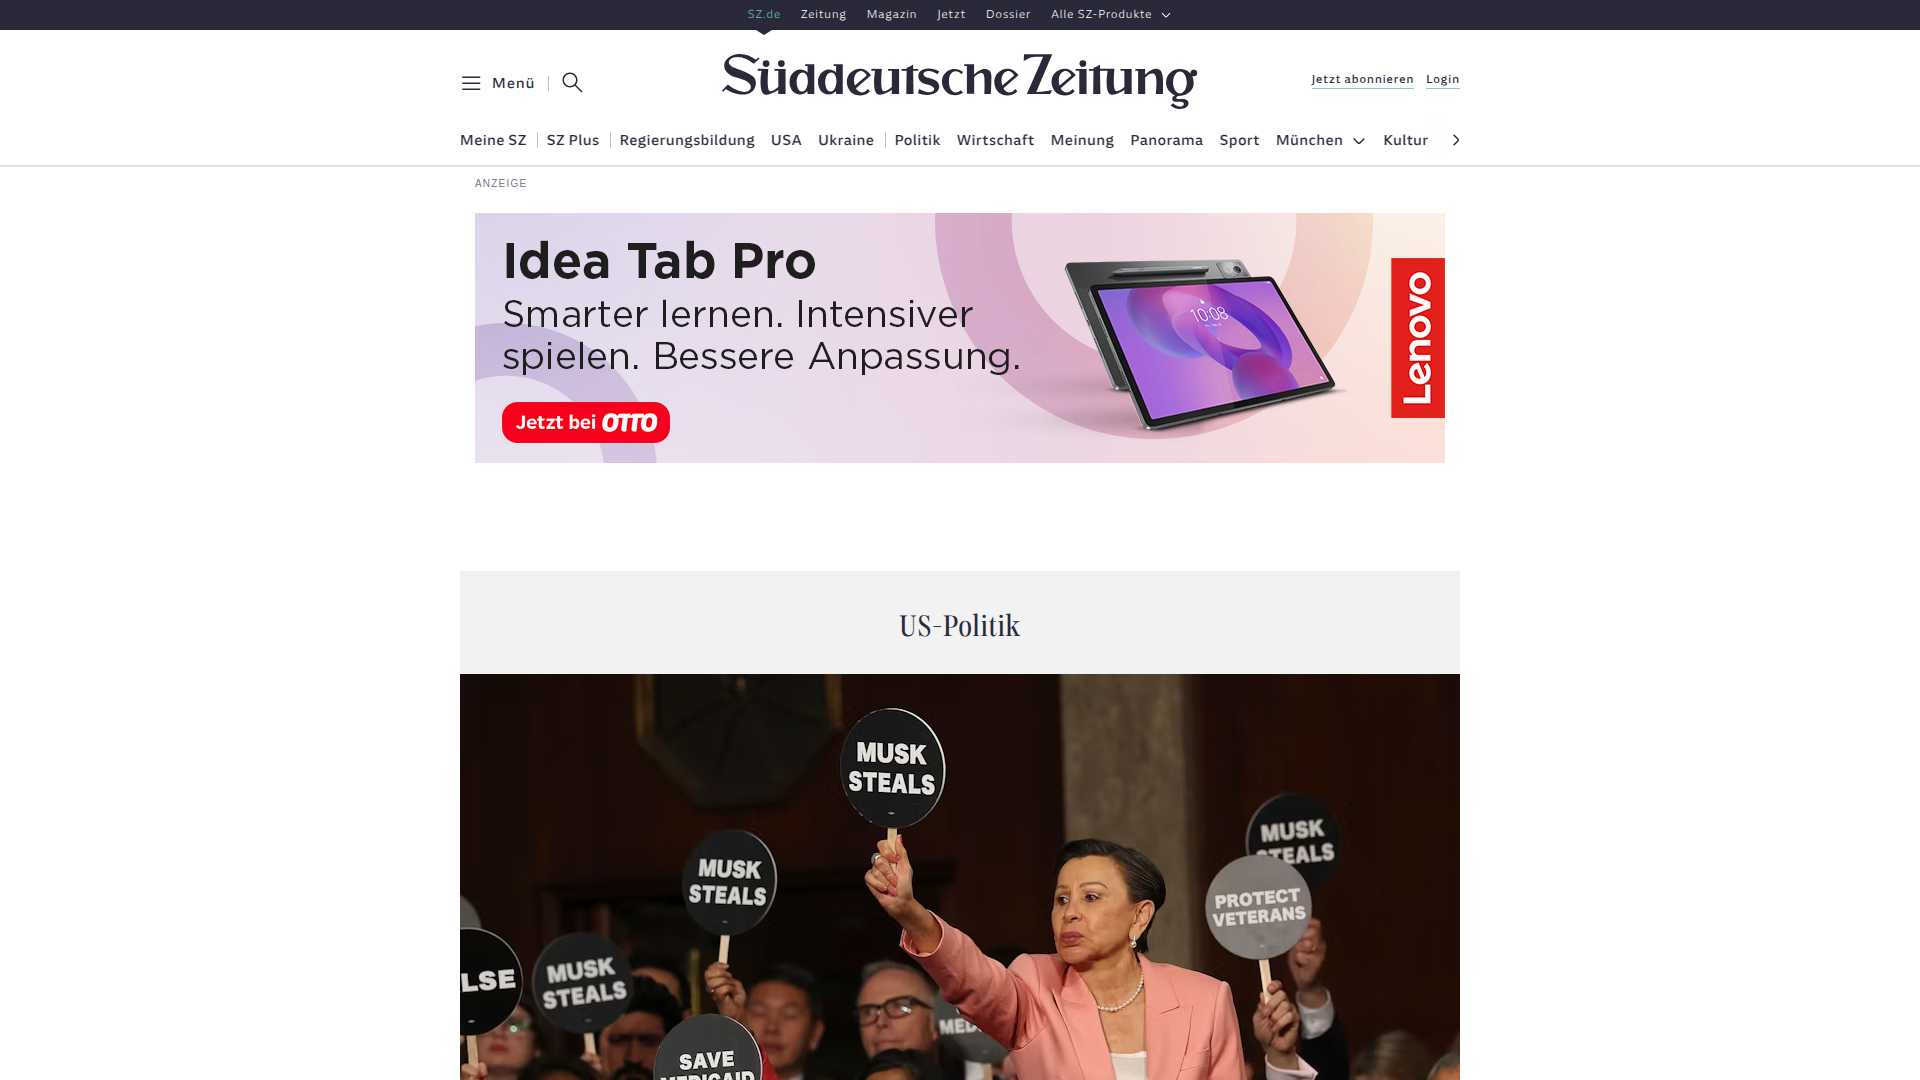 SZ.de Zeitung Magazin Jetzt Dossier Alle SZ-Produkte
Menü
Süddeutsche Zeitung
Jetzt abonnieren Login
Meine SZ SZ Plus Regierungsbildung USA Ukraine Politik Wirtschaft Meinung Panorama Sport München Kultur
ANZEIGE
Idea Tab Pro
Smarter lernen. Intensiver
spielen. Bessere Anpassung.
Jetzt bei OTTO
10:08
Lenovo
US-Politik
MUSK
STEALS
MUSK
STEALS
MUSK
STEALS
PROTECT
VETERANS
LSE
MUSK
STEALS
MED
SAVE
MEDICAID